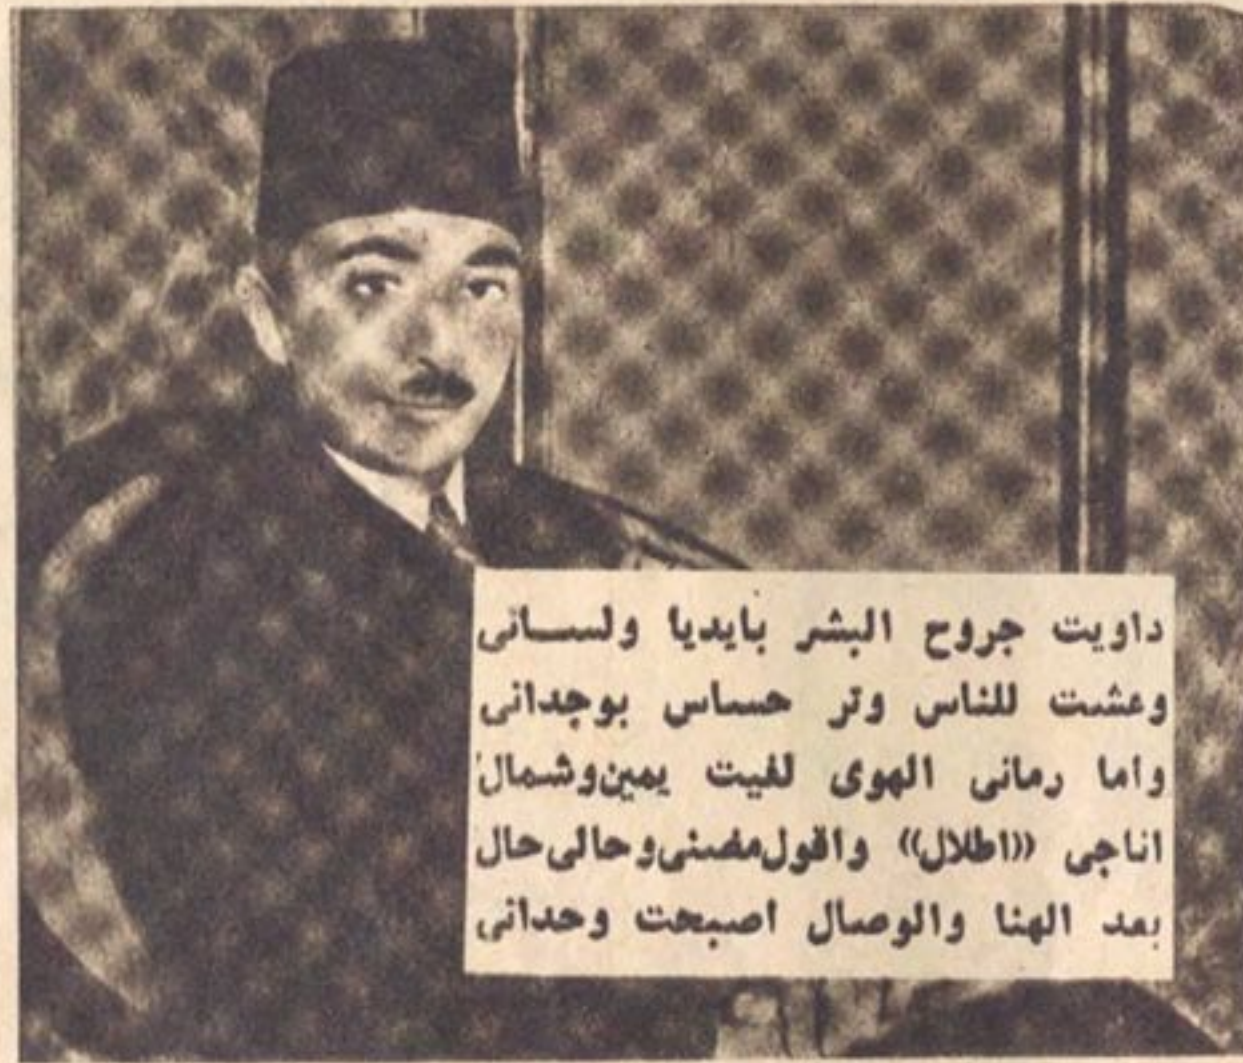 داويت جروح البشر بايديا ولسانى
وعشت للناس وتر حساس بوجدانى
واما رمانى الهوى لفيت يمين وشمال
اناجى «اطلال» واقول مضنى وحالى حال
بعد الهنا والوصال اصبحت وحدانى